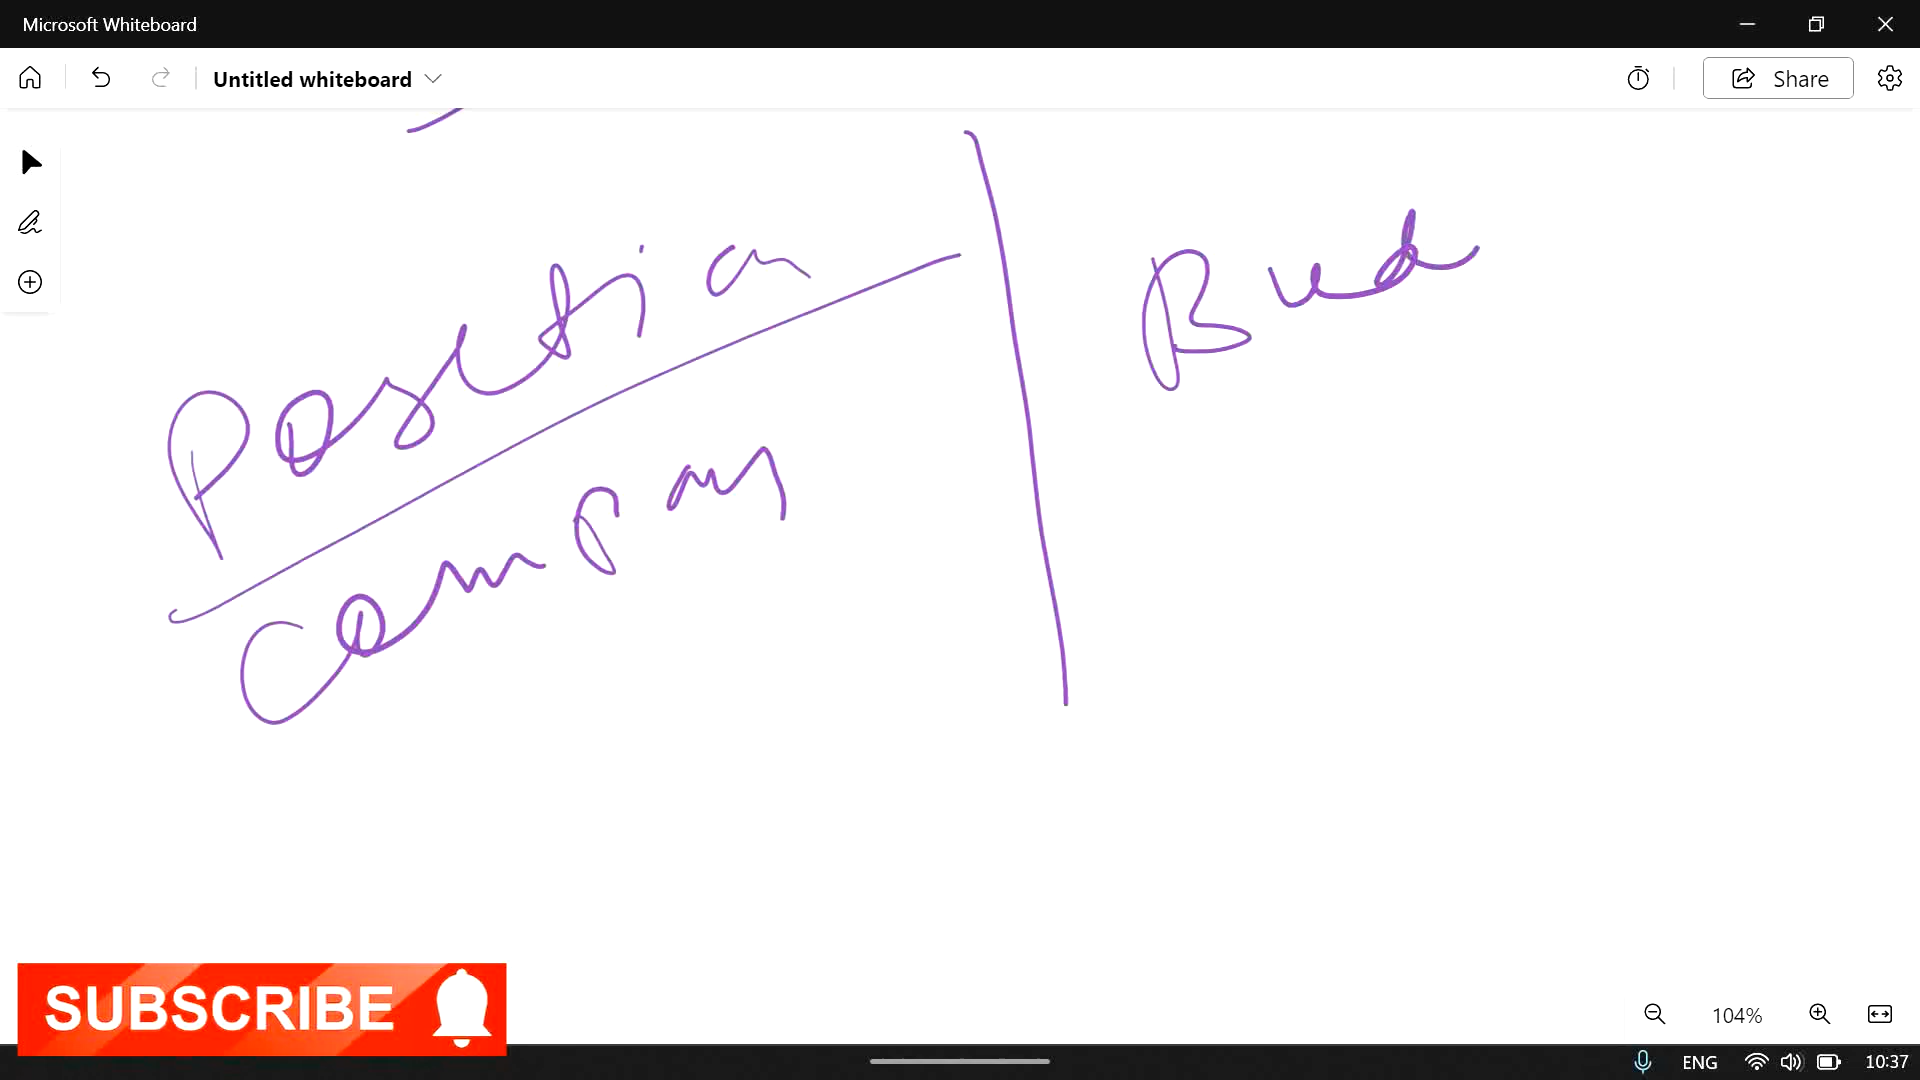 Microsoft Whiteboard
Untitled whiteboard
Share
Position
Company
Bud
SUBSCRIBE
104%
ENG
10:37